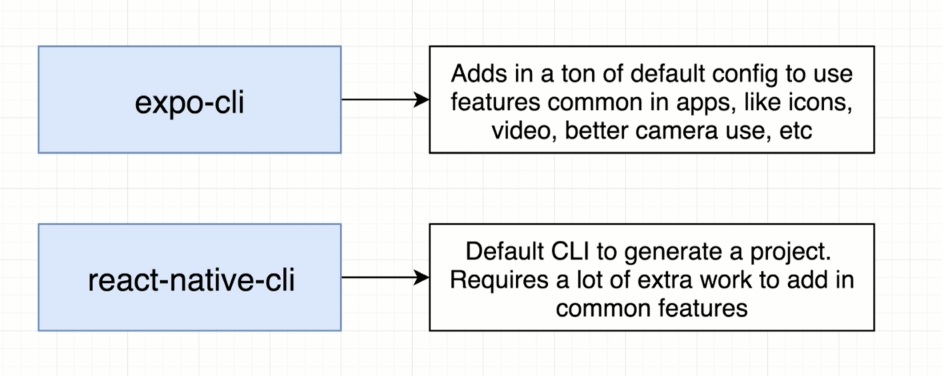 expo-cli
Adds in a ton of default config to use
features common in apps, like icons,
video, better camera use, etc
react-native-cli
Default CLI to generate a project.
Requires a lot of extra work to add in
common features